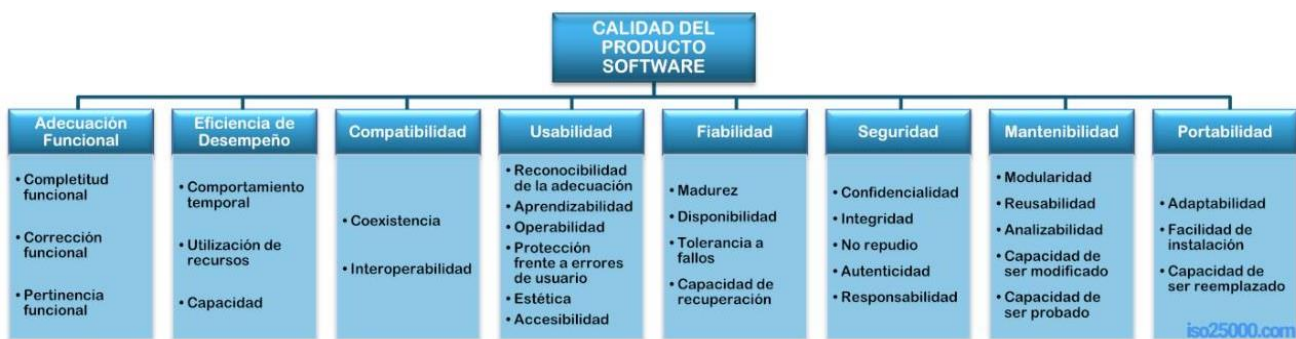 CALIDAD DEL
PRODUCTO
SOFTWARE
Adecuación
Funcional
• Completitud
funcional
• Corrección
funcional
• Pertinencia
funcional
Eficiencia de
Desempeño
• Comportamiento
temporal
• Utilización de
recursos
• Capacidad
Compatibilidad
• Coexistencia
• Interoperabilidad
Usabilidad
• Reconocibilidad
de la adecuación
• Aprendizabilidad
• Operabilidad
• Protección
frente a errores
de usuario
• Estética
• Accesibilidad
Fiabilidad
• Madurez
• Disponibilidad
• Tolerancia a
fallos
• Capacidad de
recuperación
Seguridad
• Confidencialidad
• Integridad
• No repudio
• Autenticidad
• Responsabilidad
Mantenibilidad
• Modularidad
• Reusabilidad
• Analizabilidad
• Capacidad de
ser modificado
• Capacidad de
ser probado
Portabilidad
• Adaptabilidad
• Facilidad de
instalación
• Capacidad de
ser reemplazado
iso25000.com